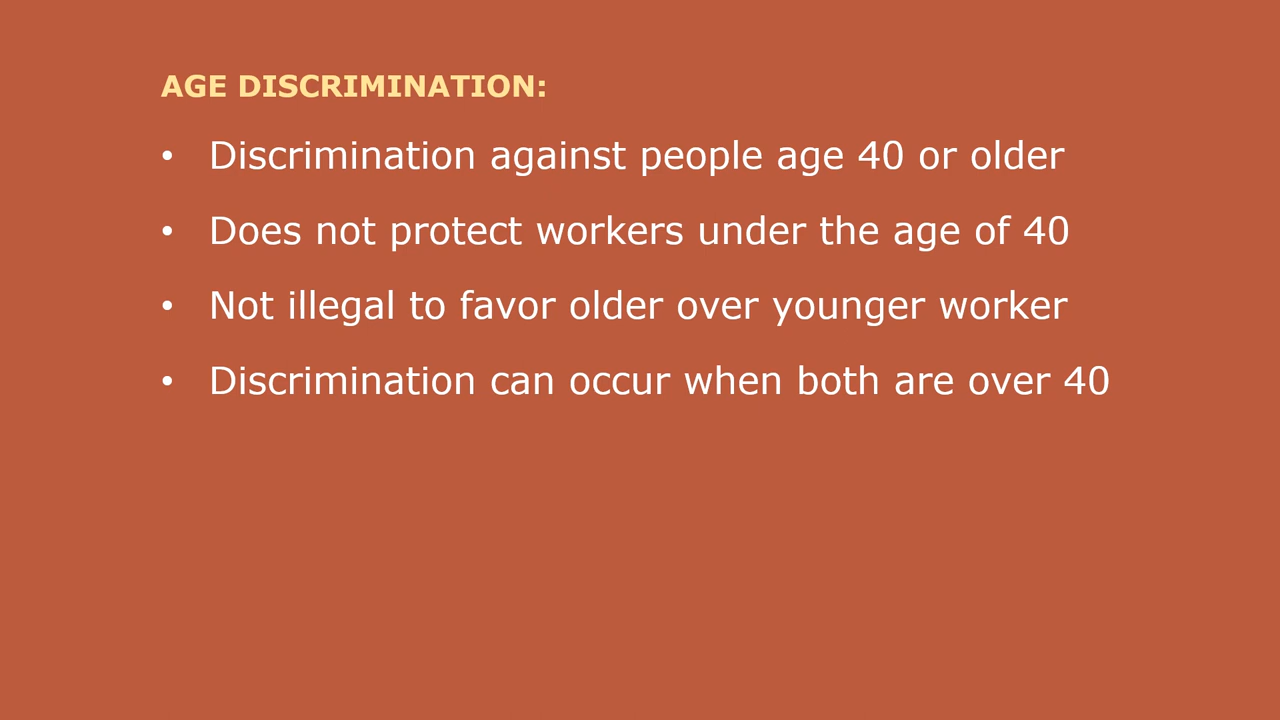 AGE DISCRIMINATION:
• Discrimination against people age 40 or older
• Does not protect workers under the age of 40
• Not illegal to favor older over younger worker
• Discrimination can occur when both are over 40